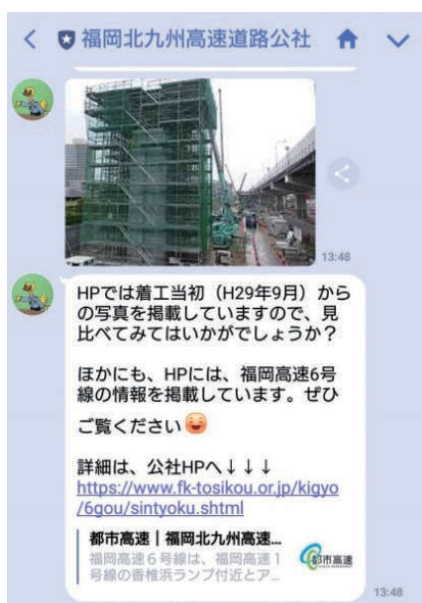 福岡北九州高速道路公社
13:48
HPでは着工当初（H29年9月）から
の写真を掲載していますので、見
比べてみてはいかがでしょうか？
ほかにも、HPには、福岡高速6号
線の情報を掲載しています。ぜひ
ご覧ください
詳細は、公社HPへ↓↓↓
https://www.fk-tosikou.or.jp/kigyo
/6gou/sintyoku.shtml
都市高速｜福岡北九州高速...
福岡高速６号線は、福岡高速１
号線の香椎浜ランプ付近とア...
都市高速
13:48